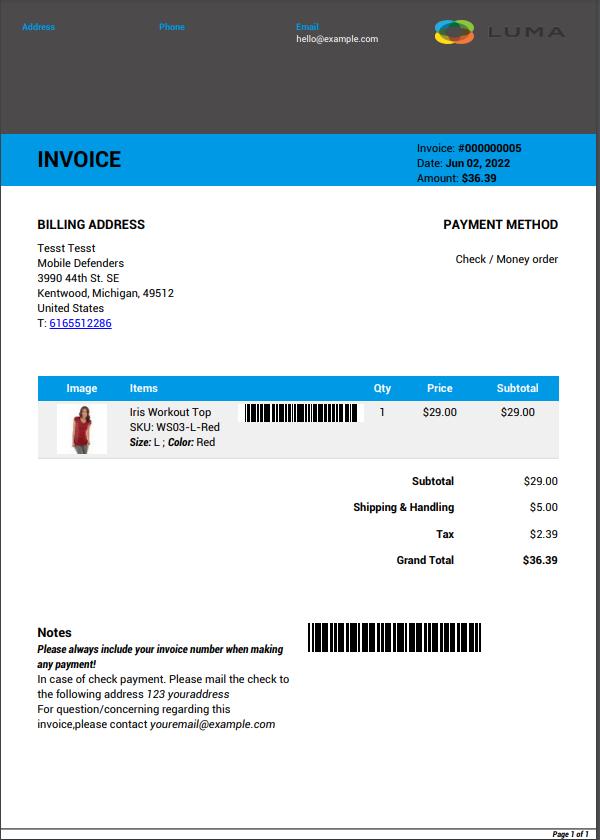 Address
Phone
Email
hello@example.com
LUMA
INVOICE
Invoice: #000000005
Date: Jun 02, 2022
Amount: $36.39
BILLING ADDRESS
PAYMENT METHOD
Tesst Tesst
Mobile Defenders
3990 44th St. SE
Kentwood, Michigan, 49512
United States
T: 6165512286
Check / Money order
Image Items Qty Price Subtotal
Iris Workout Top 1 $29.00 $29.00
SKU: WS03-L-Red
Size: L ; Color: Red
Subtotal $29.00
Shipping & Handling $5.00
Tax $2.39
Grand Total $36.39
Notes
Please always include your invoice number when making
any payment!
In case of check payment. Please mail the check to
the following address 123 youraddress
For question/concerning regarding this
invoice,please contact youremail@example.com
Page 1 of 1